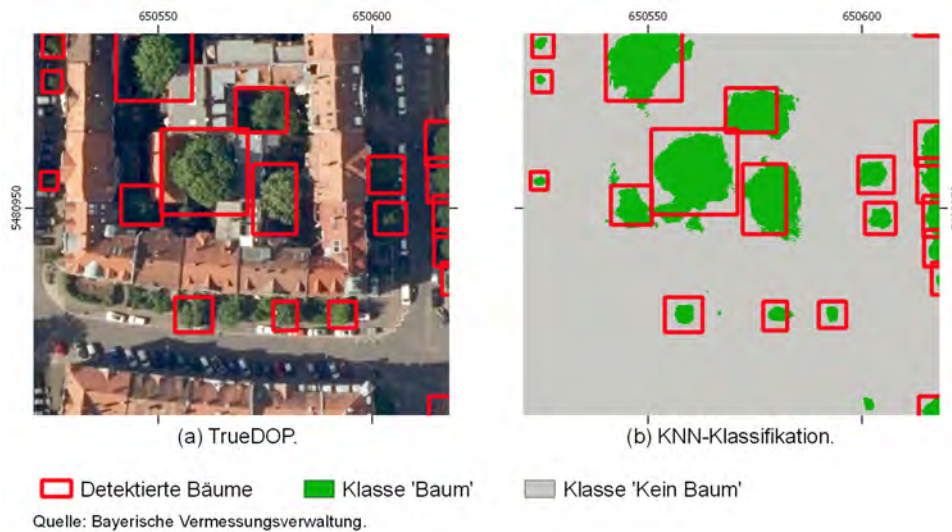 650550 650600 650550 650600
5480950
(a) TrueDOP. (b) KNN-Klassifikation.
Detektierte Bäume Klasse 'Baum' Klasse 'Kein Baum'
Quelle: Bayerische Vermessungsverwaltung.